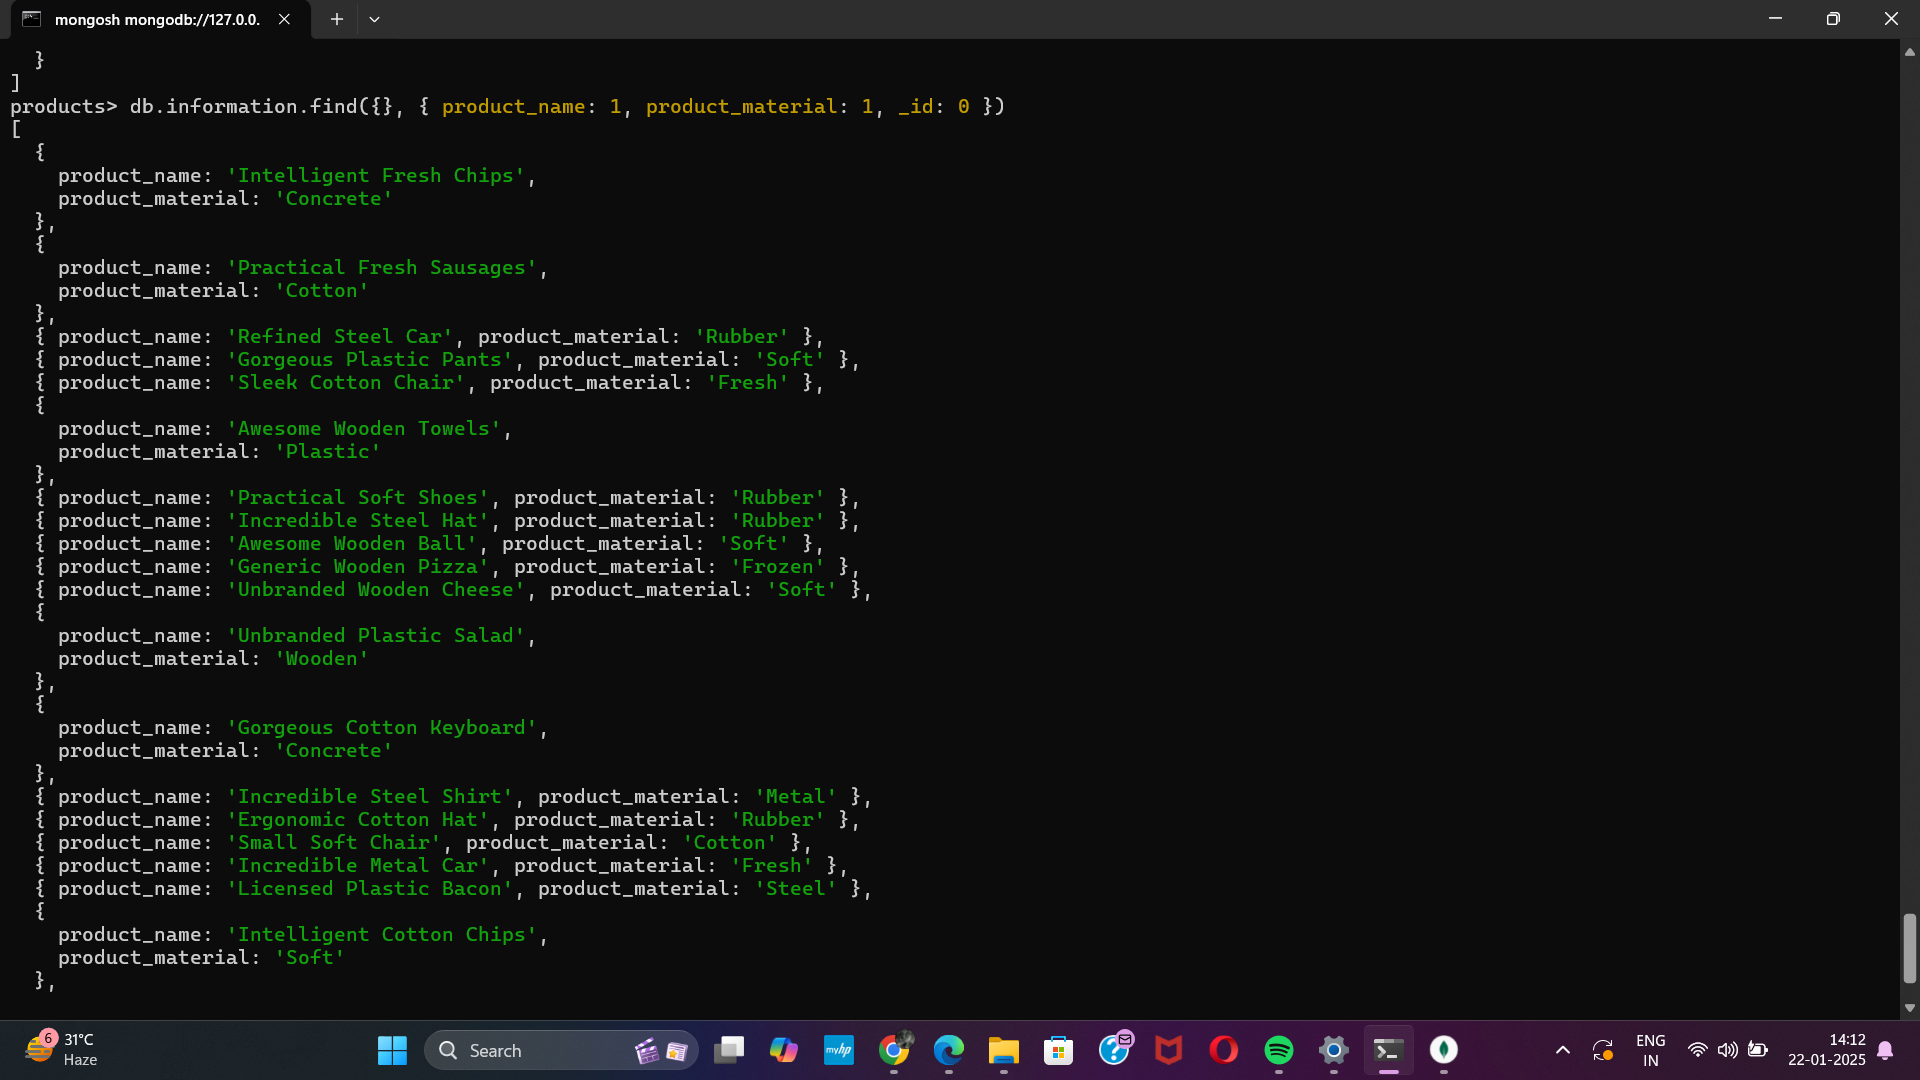 mongosh mongodb://127.0.0.
  }
]
products> db.information.find({}, { product_name: 1, product_material: 1, _id: 0 })
[
  {
    product_name: 'Intelligent Fresh Chips',
    product_material: 'Concrete'
  },
  {
    product_name: 'Practical Fresh Sausages',
    product_material: 'Cotton'
  },
  { product_name: 'Refined Steel Car', product_material: 'Rubber' },
  { product_name: 'Gorgeous Plastic Pants', product_material: 'Soft' },
  { product_name: 'Sleek Cotton Chair', product_material: 'Fresh' },
  {
    product_name: 'Awesome Wooden Towels',
    product_material: 'Plastic'
  },
  { product_name: 'Practical Soft Shoes', product_material: 'Rubber' },
  { product_name: 'Incredible Steel Hat', product_material: 'Rubber' },
  { product_name: 'Awesome Wooden Ball', product_material: 'Soft' },
  { product_name: 'Generic Wooden Pizza', product_material: 'Frozen' },
  { product_name: 'Unbranded Wooden Cheese', product_material: 'Soft' },
  {
    product_name: 'Unbranded Plastic Salad',
    product_material: 'Wooden'
  },
  {
    product_name: 'Gorgeous Cotton Keyboard',
    product_material: 'Concrete'
  },
  { product_name: 'Incredible Steel Shirt', product_material: 'Metal' },
  { product_name: 'Ergonomic Cotton Hat', product_material: 'Rubber' },
  { product_name: 'Small Soft Chair', product_material: 'Cotton' },
  { product_name: 'Incredible Metal Car', product_material: 'Fresh' },
  { product_name: 'Licensed Plastic Bacon', product_material: 'Steel' },
  {
    product_name: 'Intelligent Cotton Chips',
    product_material: 'Soft'
  },
6
31°C
Haze
Search
myhp
ENG
IN
14:12
22-01-2025